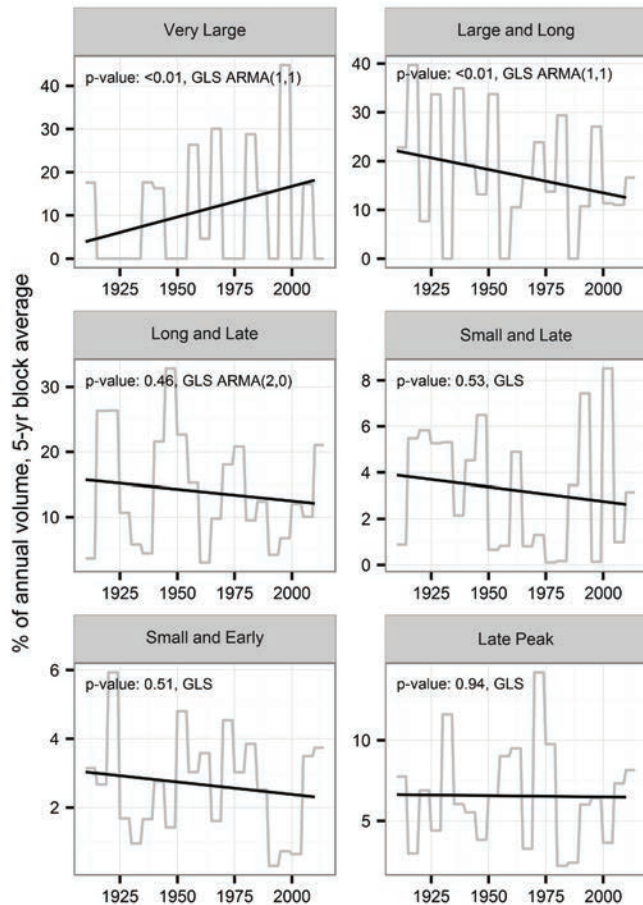 % of annual volume, 5-yr block average
Very Large
p-value: <0.01, GLS ARMA(1,1)
40
30
20
10
0
1925 1950 1975 2000
Large and Long
p-value: <0.01, GLS ARMA(1,1)
40
30
20
10
0
1925 1950 1975 2000
Long and Late
p-value: 0.46, GLS ARMA(2,0)
30
20
10
1925 1950 1975 2000
Small and Late
p-value: 0.53, GLS
8
6
4
2
0
1925 1950 1975 2000
Small and Early
p-value: 0.51, GLS
6
4
2
1925 1950 1975 2000
Late Peak
p-value: 0.94, GLS
10
5
1925 1950 1975 2000